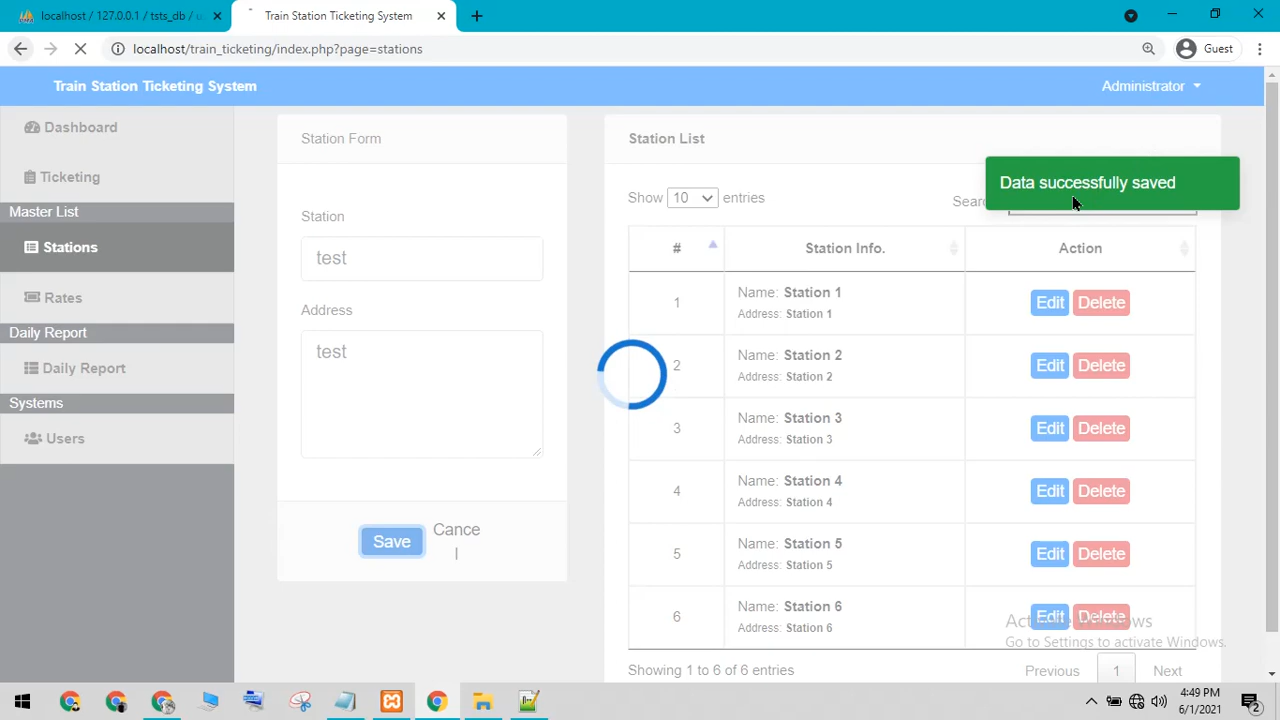 localhost / 127.0.0.1 / tsts_db / u
Train Station Ticketing System
localhost/train_ticketing/index.php?page=stations
Guest
Train Station Ticketing System
Administrator
Dashboard
Ticketing
Master List
Stations
Rates
Daily Report
Daily Report
Systems
Users
Station Form
Station
test
Address
test
Save
Cance
l
Station List
Data successfully saved
Show 10 entries
Searc
# Station Info. Action
1 Name: Station 1 Edit Delete
Address: Station 1
2 Name: Station 2 Edit Delete
Address: Station 2
3 Name: Station 3 Edit Delete
Address: Station 3
4 Name: Station 4 Edit Delete
Address: Station 4
5 Name: Station 5 Edit Delete
Address: Station 5
6 Name: Station 6 Edit Delete
Address: Station 6
Activate Windows
Go to Settings to activate Windows.
Showing 1 to 6 of 6 entries
Previous 1 Next
4:49 PM
6/1/2021
2